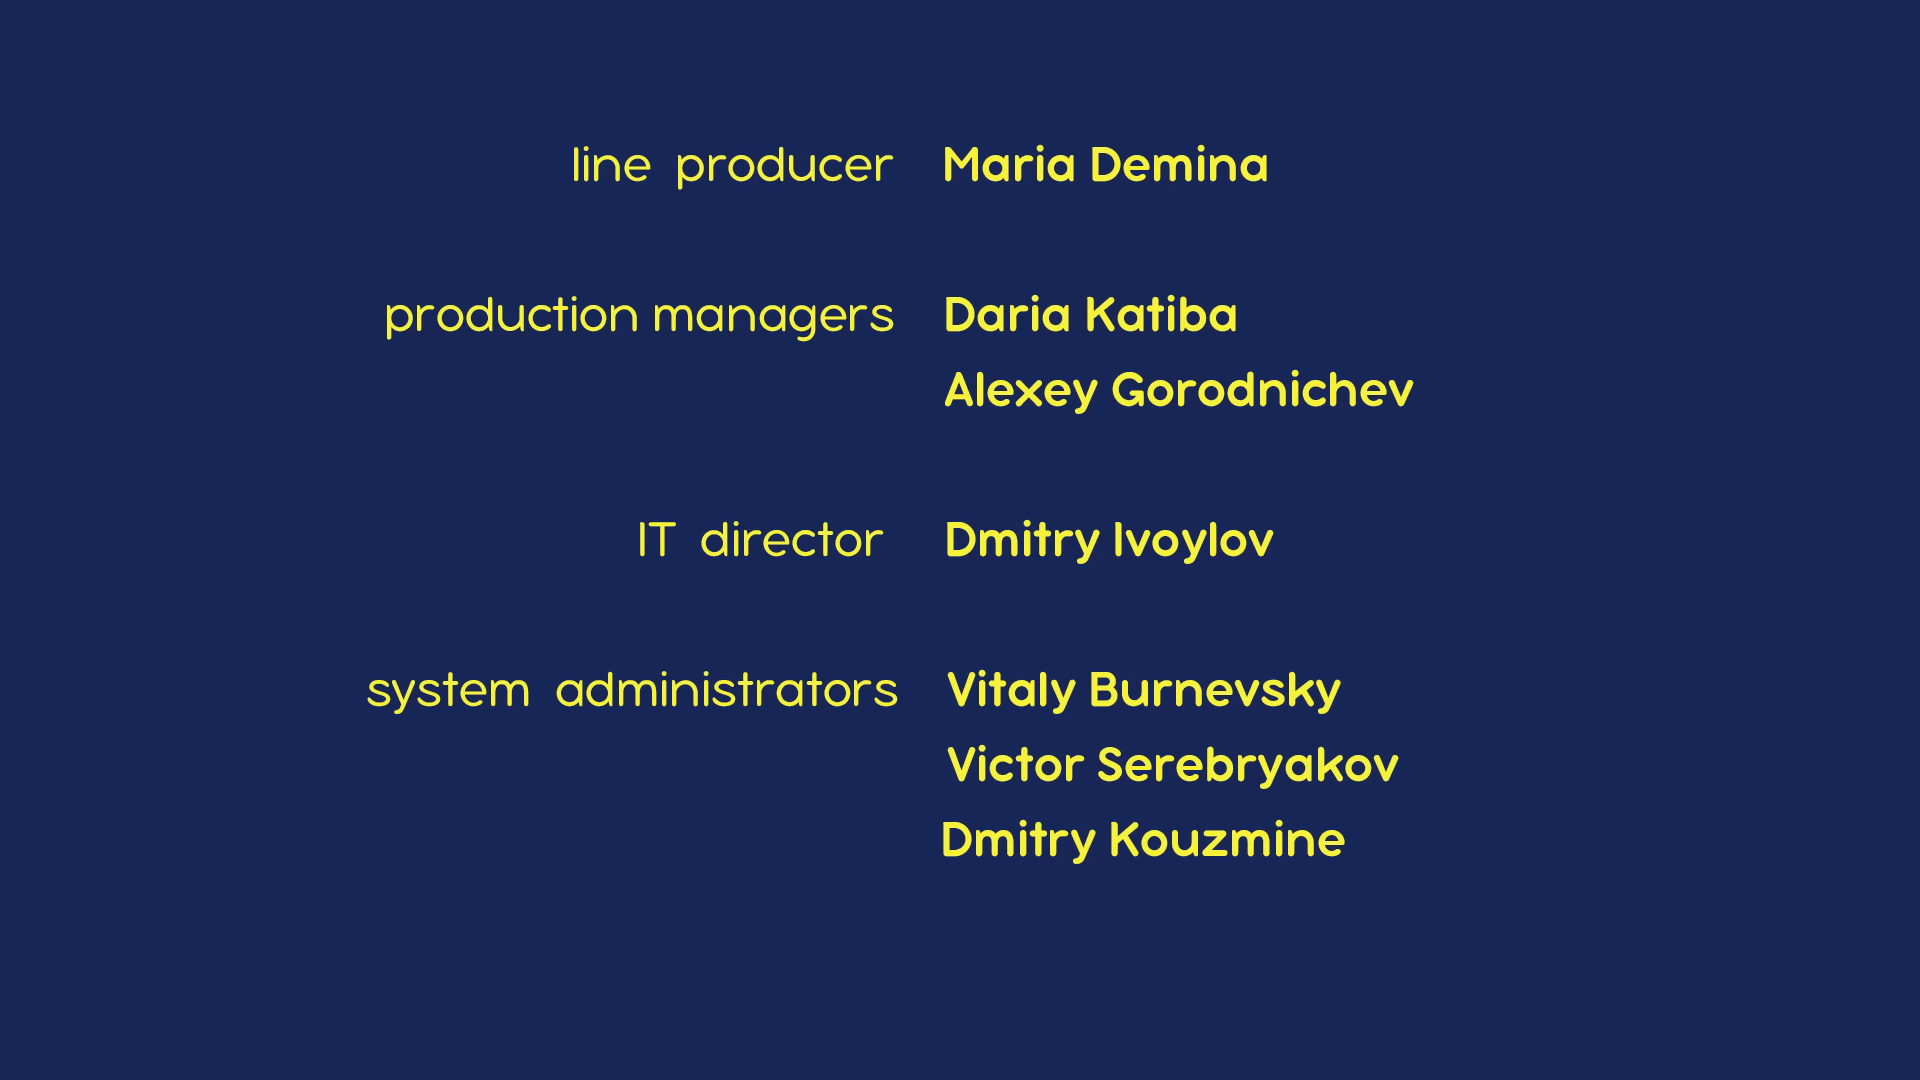 line producer Maria Demina
production managers Daria Katiba
Alexey Gorodnichev
IT director Dmitry Ivoylov
system administrators Vitaly Burnevsky
Victor Serebryakov
Dmitry Kouzmine